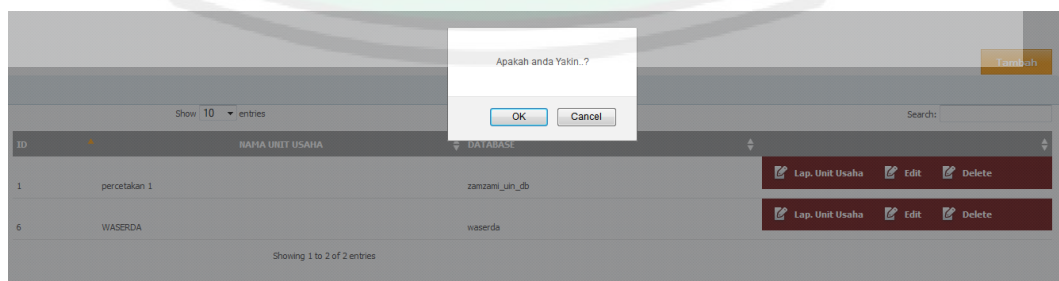 Apakah anda Yakin..?
Tambah
OK Cancel
Show 10 entries Search:
ID NAMA UNIT USAHA DATABASE
1 percetakan 1 zamzami_uin_db Lap. Unit Usaha Edit Delete
6 WASERDA waserda Lap. Unit Usaha Edit Delete
Showing 1 to 2 of 2 entries